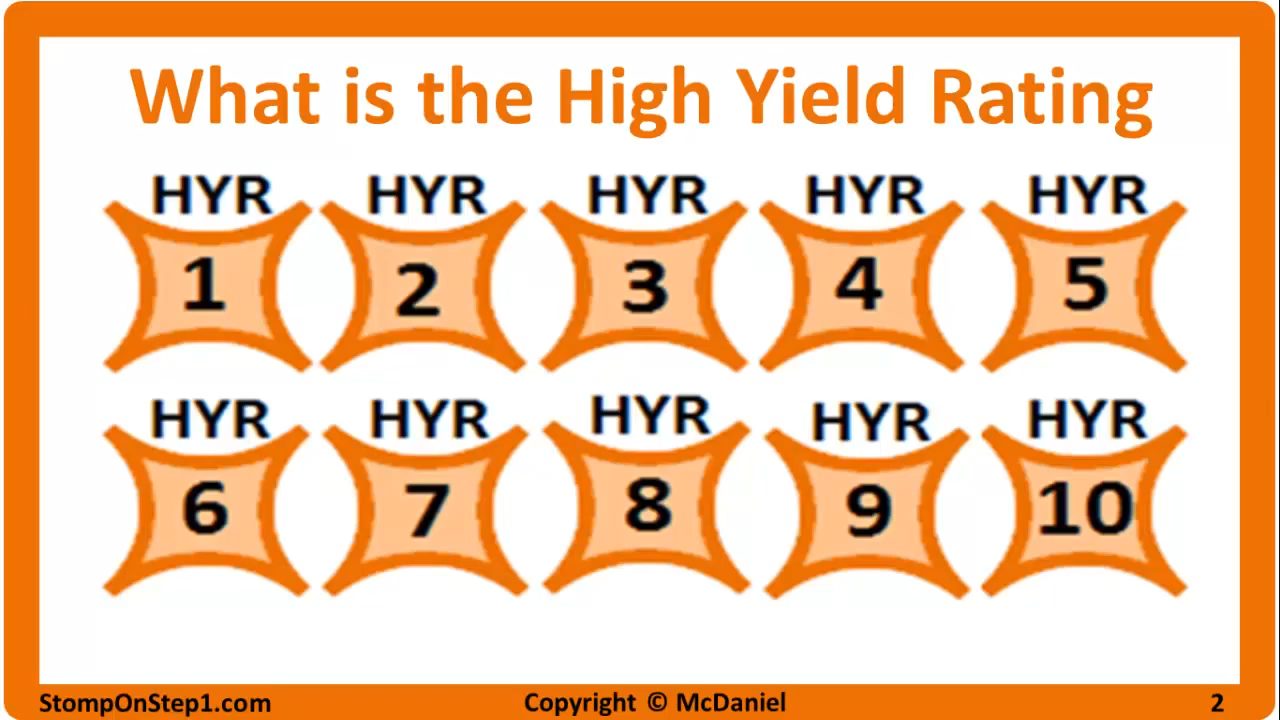 What is the High Yield Rating
HYR HYR HYR HYR HYR
1 2 3 4 5
HYR HYR HYR HYR HYR
6 7 8 9 10
StompOnStep1.com Copyright © McDaniel 2